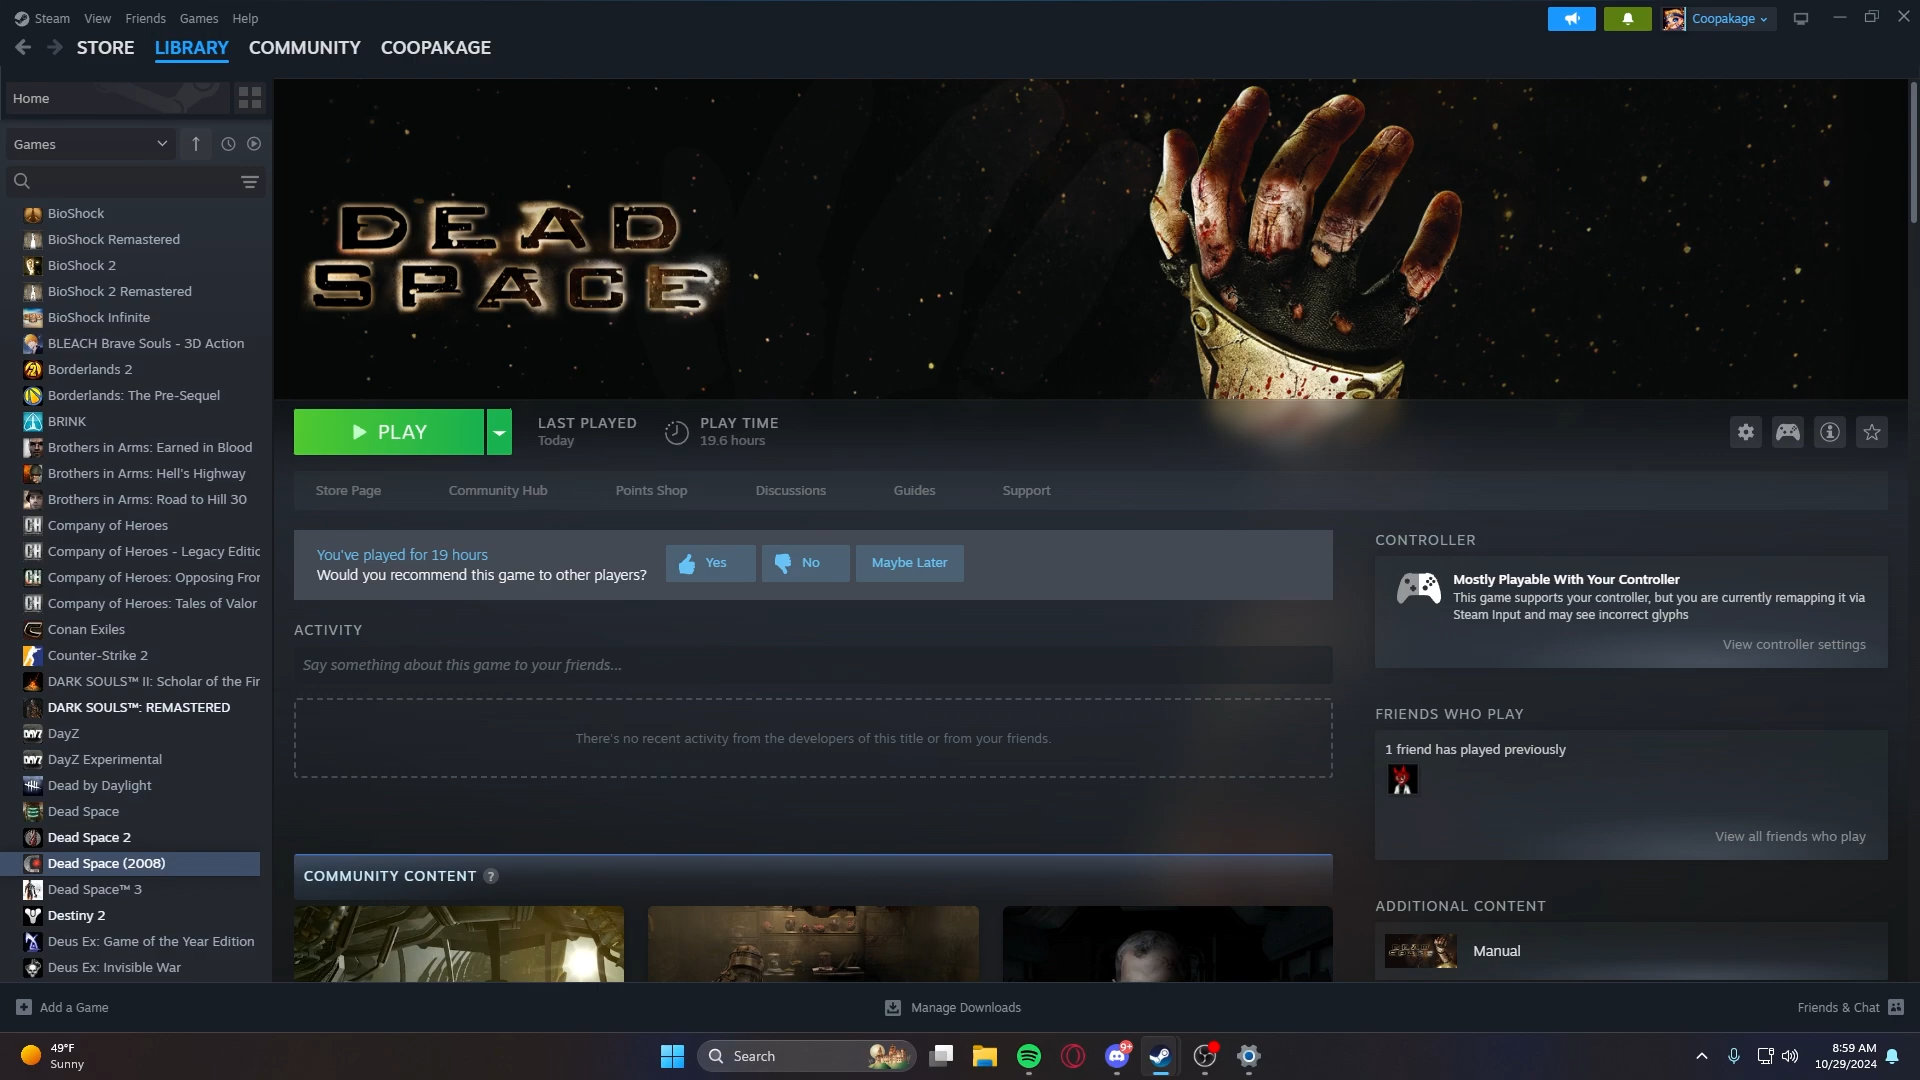 Steam View Friends Games Help
Coopakage
STORE LIBRARY COMMUNITY COOPAKAGE
Home
Games
BioShock
BioShock Remastered
BioShock 2
BioShock 2 Remastered
BioShock Infinite
BLEACH Brave Souls - 3D Action
Borderlands 2
Borderlands: The Pre-Sequel
BRINK
Brothers in Arms: Earned in Blood
Brothers in Arms: Hell's Highway
Brothers in Arms: Road to Hill 30
Company of Heroes
Company of Heroes - Legacy Editic
Company of Heroes: Opposing Fror
Company of Heroes: Tales of Valor
Conan Exiles
Counter-Strike 2
DARK SOULS™ II: Scholar of the Fir
DARK SOULS™: REMASTERED
DayZ
DayZ Experimental
Dead by Daylight
Dead Space
Dead Space 2
Dead Space (2008)
Dead Space™ 3
Destiny 2
Deus Ex: Game of the Year Edition
Deus Ex: Invisible War
DEAD
SPACE
PLAY
LAST PLAYED
Today
PLAY TIME
19.6 hours
Store Page Community Hub Points Shop Discussions Guides Support
You've played for 19 hours
Would you recommend this game to other players?
Yes No Maybe Later
ACTIVITY
Say something about this game to your friends...
There's no recent activity from the developers of this title or from your friends.
COMMUNITY CONTENT ?
CONTROLLER
Mostly Playable With Your Controller
This game supports your controller, but you are currently remapping it via
Steam Input and may see incorrect glyphs
View controller settings
FRIENDS WHO PLAY
1 friend has played previously
View all friends who play
ADDITIONAL CONTENT
DEAD SPACE
Manual
Add a Game
Manage Downloads
Friends & Chat
49°F
Sunny
Search
9+
8:59 AM
10/29/2024